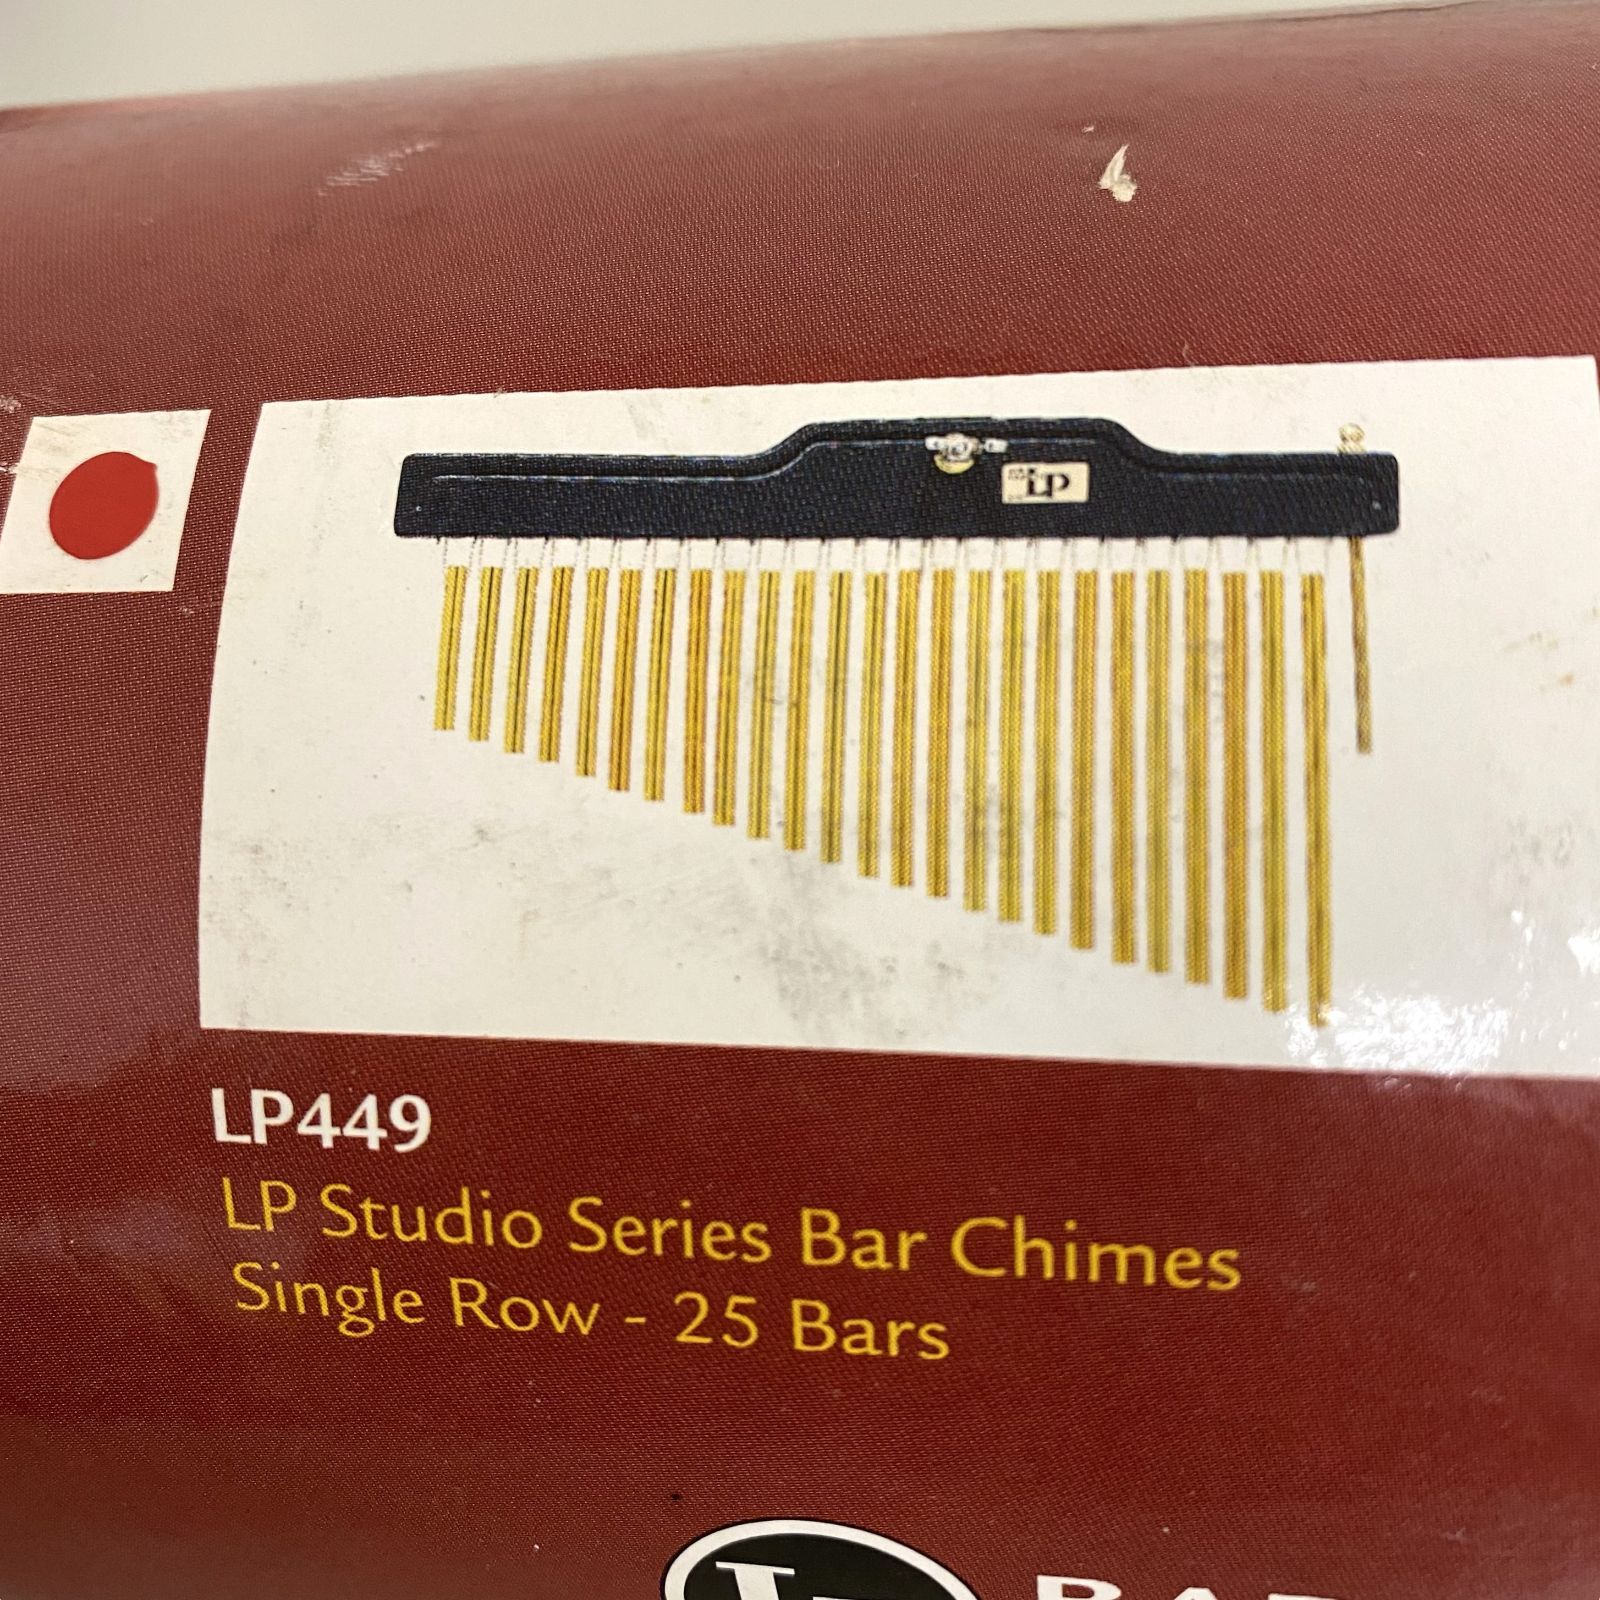 LP
LP449
LP Studio Series Bar Chimes
Single Row - 25 Bars